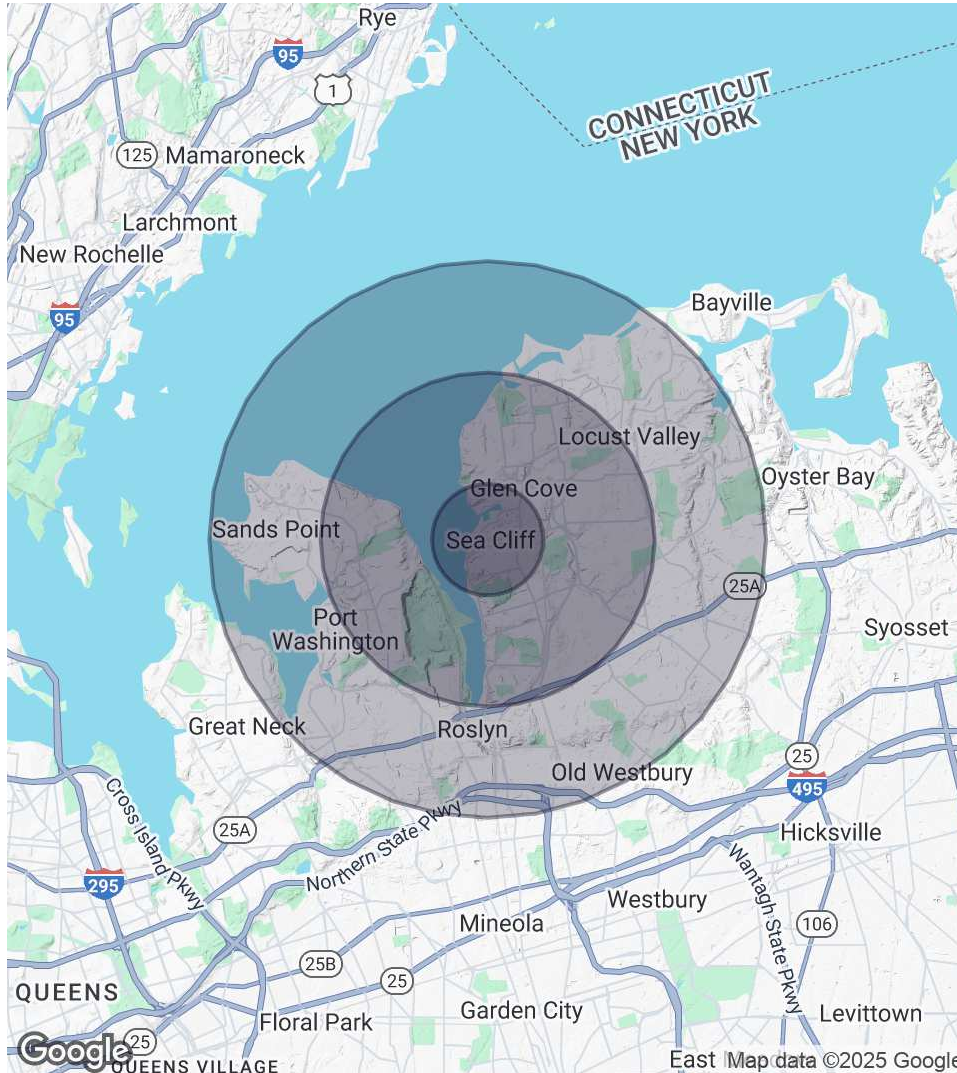 Rye
95
1
CONNECTICUT
NEW YORK
125
Mamaroneck
Larchmont
New Rochelle
95
Bayville
Locust Valley
Glen Cove
Oyster Bay
Sands Point
Sea Cliff
25A
Port
Washington
Syosset
Great Neck
Roslyn
25
Old Westbury
495
Cross Island Pkwy
25A
Northern State Pkwy
Hicksville
295
Wantagh State Pkwy
Westbury
Mineola
106
25B
25
QUEENS
Garden City
Floral Park
Levittown
Google
25
QUEENS VILLAGE
East
Map data ©2025 Google